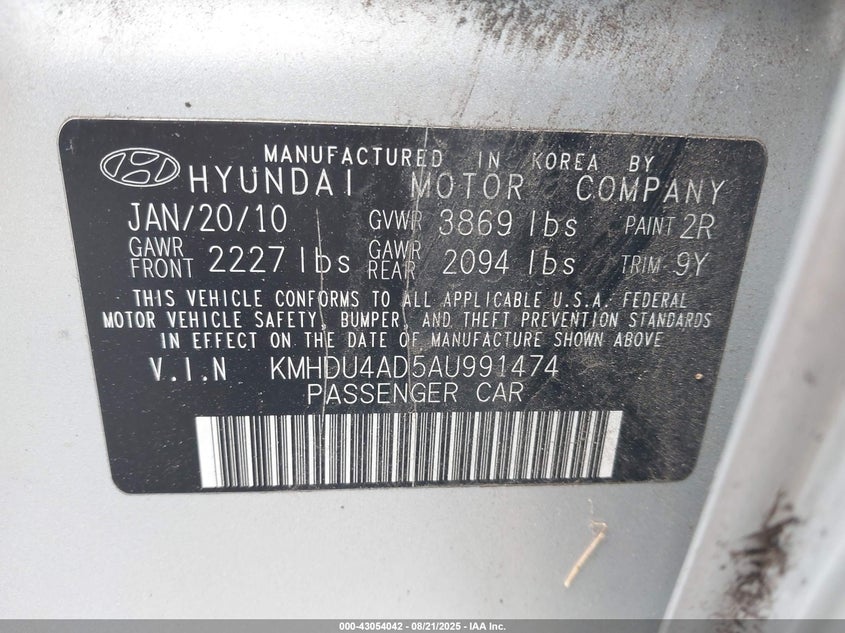 MANUFACTURED IN KOREA BY
HYUNDAI MOTOR COMPANY
JAN/20/10 GVWR 3869 lbs PAINT 2R
GAWR FRONT 2227 lbs GAWR REAR 2094 lbs TRIM 9Y
THIS VEHICLE CONFORMS TO ALL APPLICABLE U.S.A. FEDERAL
MOTOR VEHICLE SAFETY, BUMPER, AND THEFT PREVENTION STANDARDS
IN EFFECT ON THE DATE OF MANUFACTURE SHOWN ABOVE
V.I.N KMHDU4AD5AU991474
PASSENGER CAR
000-43054042 - 08/21/2025 - IAA Inc.